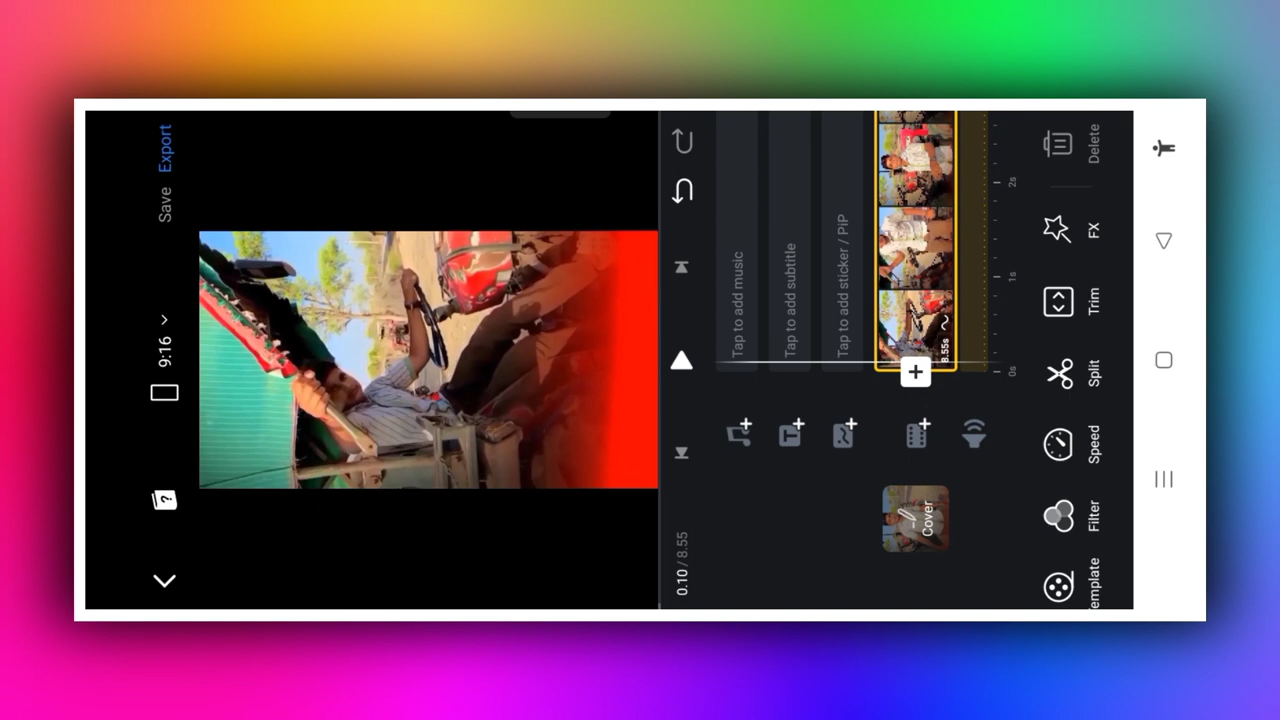 9:16
Save
Export
0.10 / 8.55
Tap to add music
Tap to add subtitle
Tap to add sticker / PiP
Cover
8.55s
0s
1s
2s
emplate
Filter
Speed
Split
Trim
FX
Delete